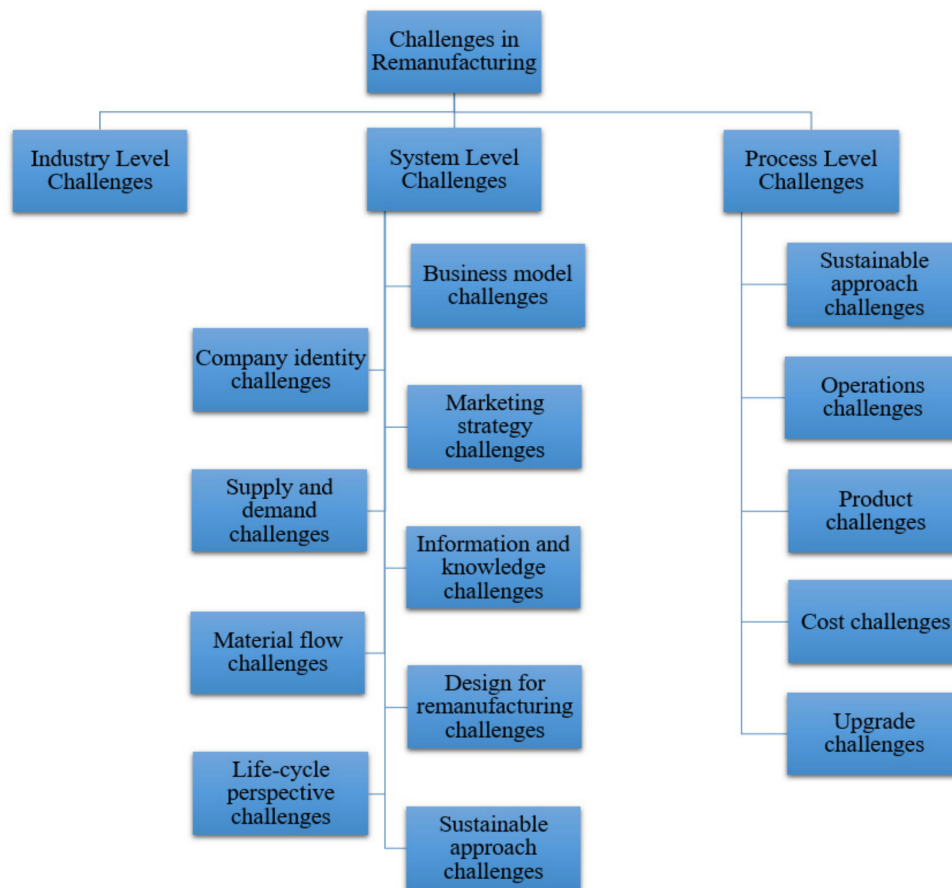 Challenges in
Remanufacturing
Industry Level
Challenges
System Level
Challenges
Process Level
Challenges
Business model
challenges
Company identity
challenges
Marketing
strategy
challenges
Supply and
demand
challenges
Information and
knowledge
challenges
Material flow
challenges
Design for
remanufacturing
challenges
Life-cycle
perspective
challenges
Sustainable
approach
challenges
Sustainable
approach
challenges
Operations
challenges
Product
challenges
Cost challenges
Upgrade
challenges